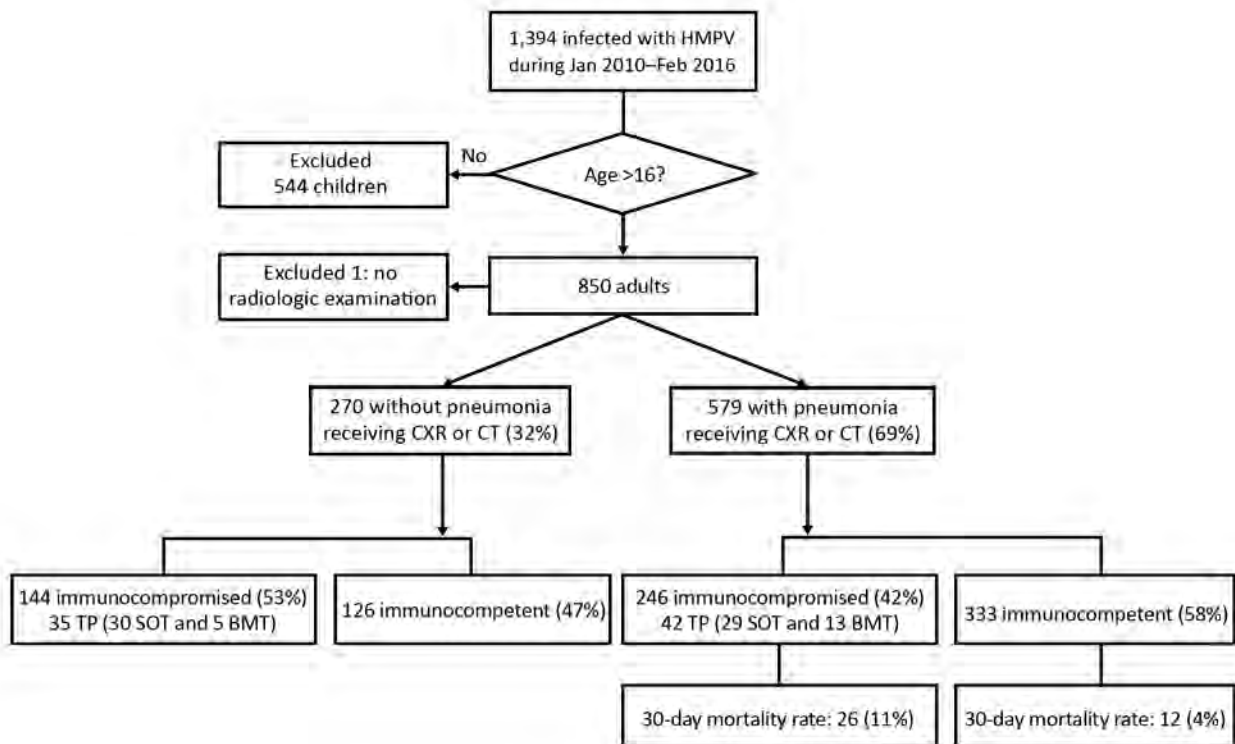 1,394 infected with HMPV
during Jan 2010–Feb 2016
No
Excluded
544 children
Age >16?
Excluded 1: no
radiologic examination
850 adults
270 without pneumonia
receiving CXR or CT (32%)
579 with pneumonia
receiving CXR or CT (69%)
144 immunocompromised (53%)
35 TP (30 SOT and 5 BMT)
126 immunocompetent (47%)
246 immunocompromised (42%)
42 TP (29 SOT and 13 BMT)
333 immunocompetent (58%)
30-day mortality rate: 26 (11%)
30-day mortality rate: 12 (4%)